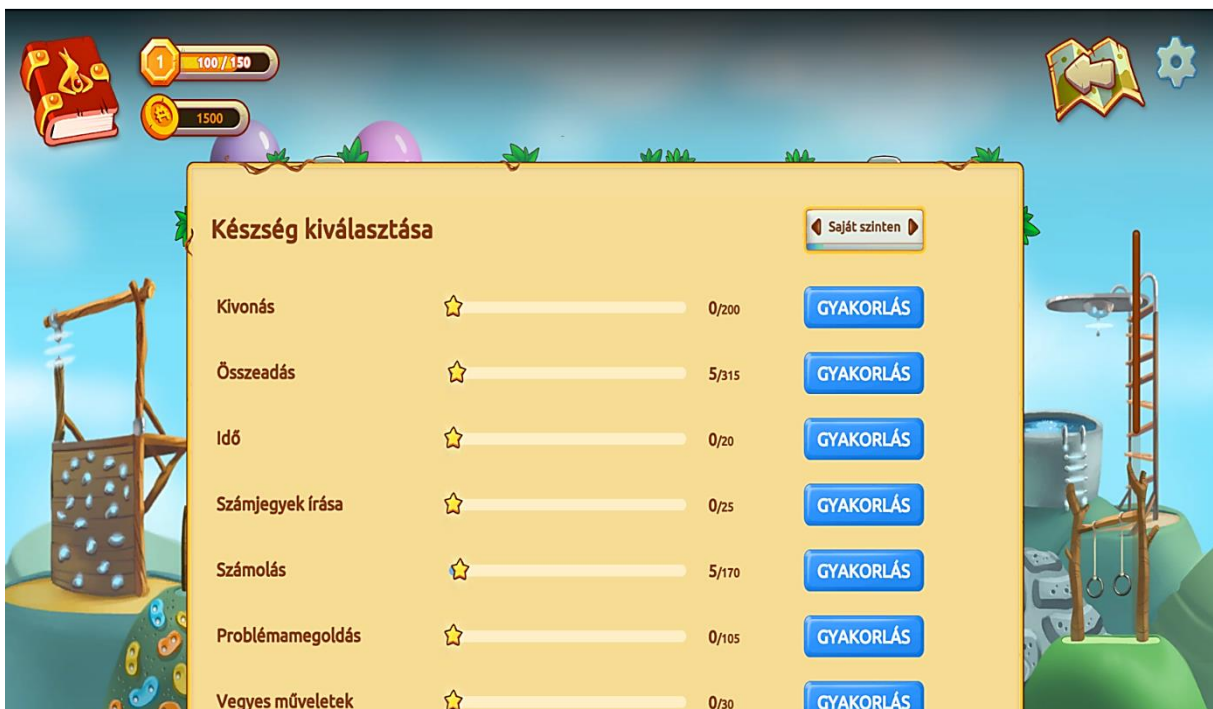 1 100/150
1500
Készség kiválasztása Saját szinten
Kivonás 0/200 GYAKORLÁS
Összeadás 5/315 GYAKORLÁS
Idő 0/20 GYAKORLÁS
Számjegyek írása 0/25 GYAKORLÁS
Számolás 5/170 GYAKORLÁS
Problémamegoldás 0/105 GYAKORLÁS
Vegyes műveletek 0/30 GYAKORLÁS